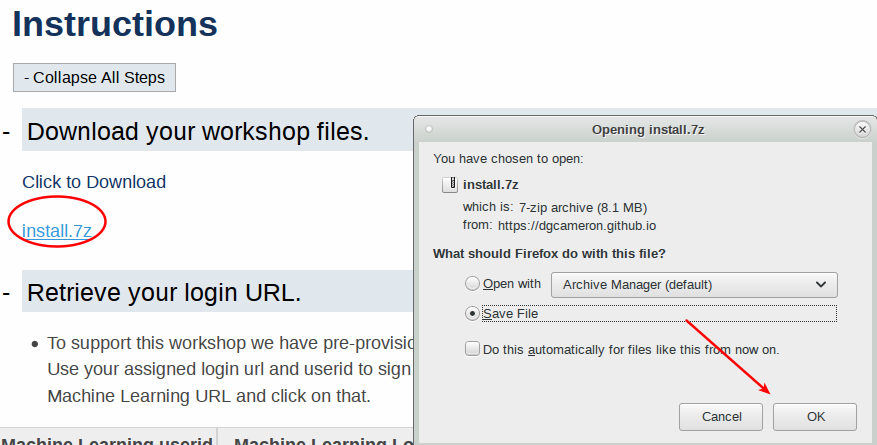 Instructions
- Collapse All Steps
- Download your workshop files.
Click to Download
install.7z
- Retrieve your login URL.
To support this workshop we have pre-provisic
Use your assigned login url and userid to sign
Machine Learning URL and click on that.
Machine Learning userid Machine Learning Lo
Opening install.7z
You have chosen to open:
install.7z
which is: 7-zip archive (8.1 MB)
from: https://dgcameron.github.io
What should Firefox do with this file?
Open with Archive Manager (default)
Save File
Do this automatically for files like this from now on.
Cancel OK